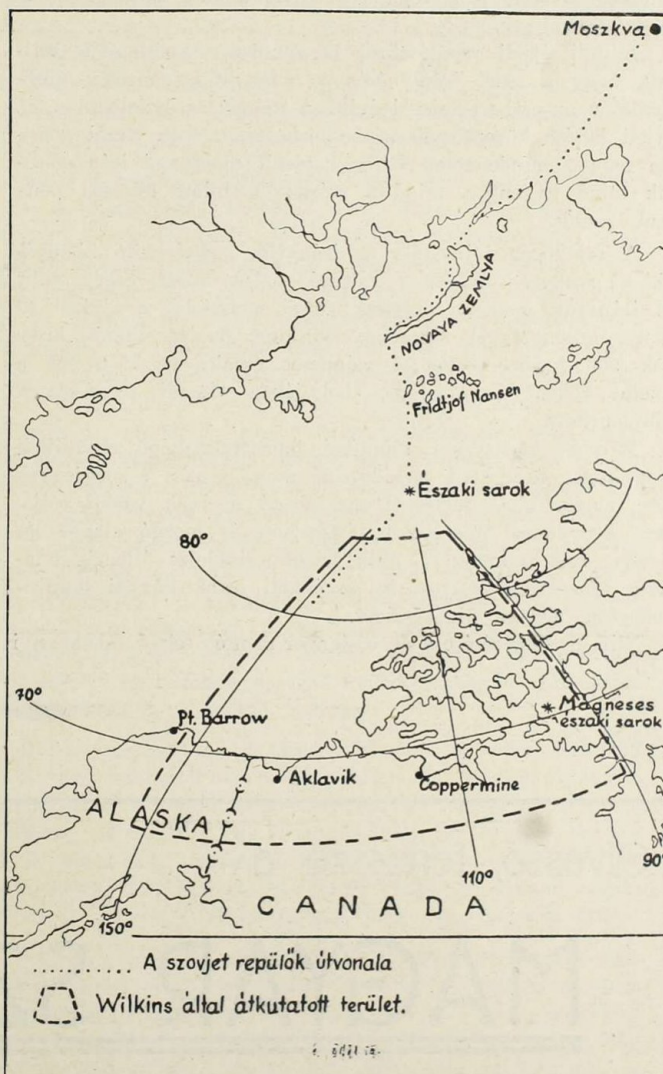 Moszkva
NOVAYA ZEMLYA
Fridtjof Nansen
Északi sarok
80°
70°
Pt. Barrow
Mágneses
északi sarok
Aklavik
Coppermine
ALASKA
90°
110°
CANADA
150°
A szovjet repülők útvonala
Wilkins által átkutatott terület.